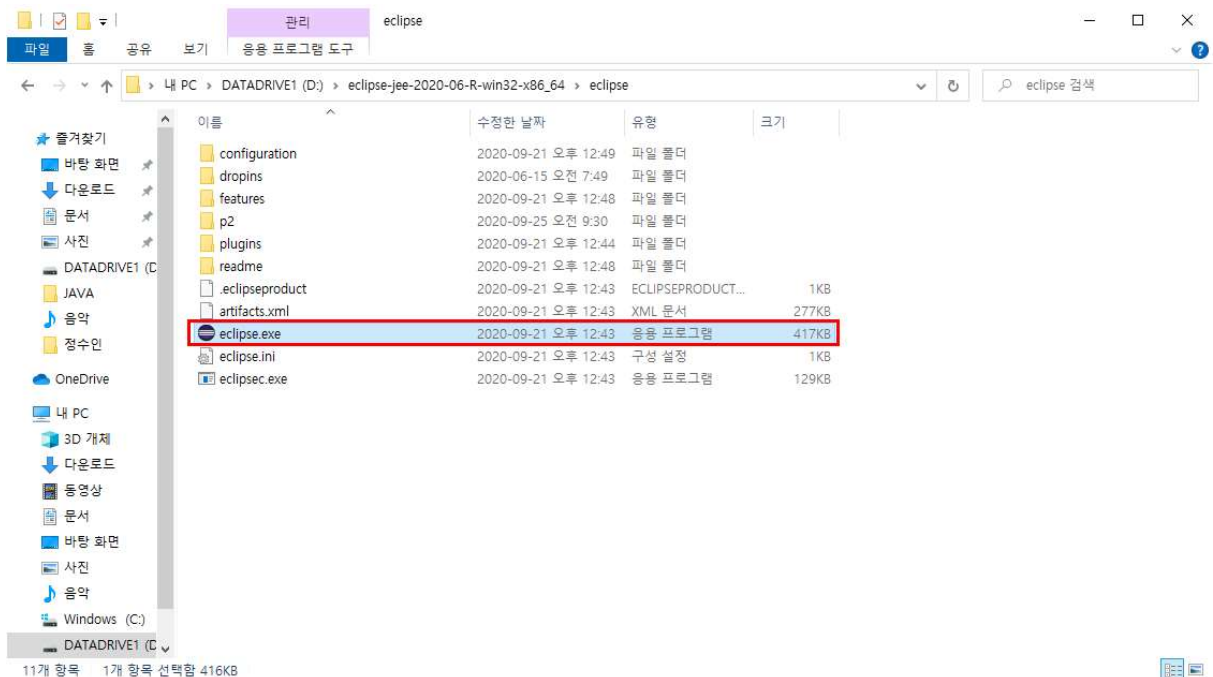 관리 eclipse
파일 홈 공유 보기 응용 프로그램 도구
내 PC > DATADRIVE1 (D:) > eclipse-jee-2020-06-R-win32-x86_64 > eclipse
eclipse 검색
이름 수정한 날짜 유형 크기
즐겨찾기
바탕 화면
다운로드
문서
사진
DATADRIVE1 (D
JAVA
음악
정수인
OneDrive
내 PC
3D 개체
다운로드
동영상
문서
바탕 화면
사진
음악
Windows (C:)
DATADRIVE1 (D
configuration 2020-09-21 오후 12:49 파일 폴더
dropins 2020-06-15 오전 7:49 파일 폴더
features 2020-09-21 오후 12:48 파일 폴더
p2 2020-09-25 오전 9:30 파일 폴더
plugins 2020-09-21 오후 12:44 파일 폴더
readme 2020-09-21 오후 12:48 파일 폴더
.eclipseproduct 2020-09-21 오후 12:43 ECLIPSEPRODUCT... 1KB
artifacts.xml 2020-09-21 오후 12:43 XML 문서 277KB
eclipse.exe 2020-09-21 오후 12:43 응용 프로그램 417KB
eclipse.ini 2020-09-21 오후 12:43 구성 설정 1KB
eclipsec.exe 2020-09-21 오후 12:43 응용 프로그램 129KB
11개 항목 1개 항목 선택함 416KB